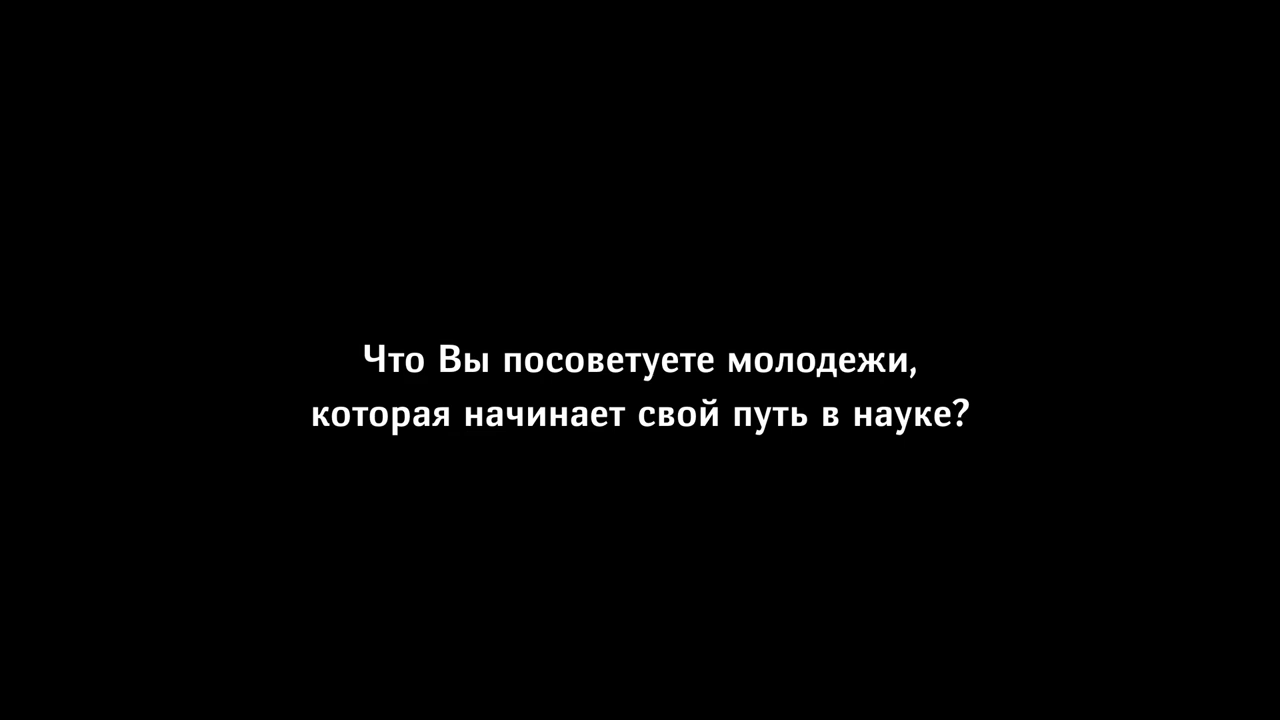 Что Вы посоветуете молодежи,
которая начинает свой путь в науке?